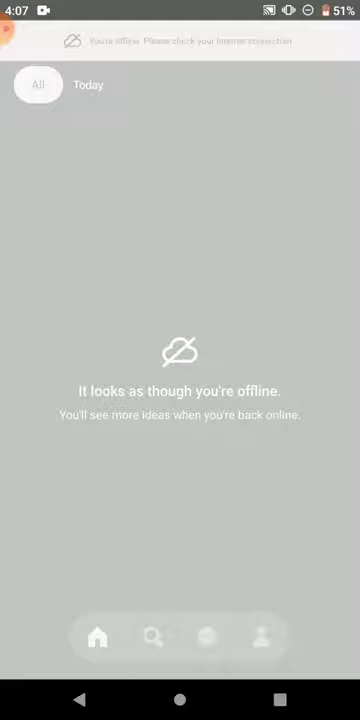 4:07
51%
You're offline. Please check your internet connection
All
Today
It looks as though you're offline.
You'll see more ideas when you're back online.